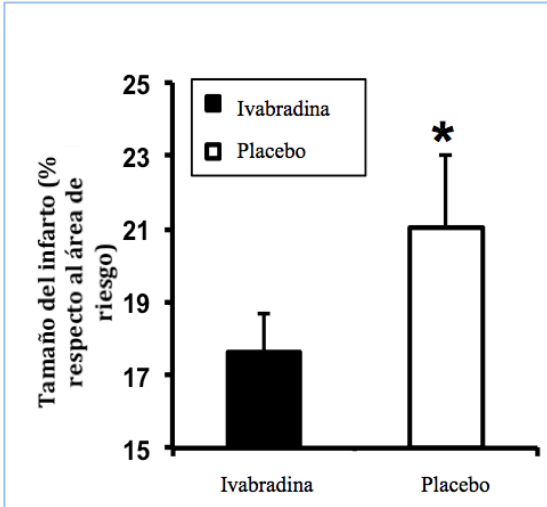 Tamaño del infarto (%
respecto al área de
riesgo)
25
23
21
19
17
15
Ivabradina
Placebo
*
Ivabradina
Placebo